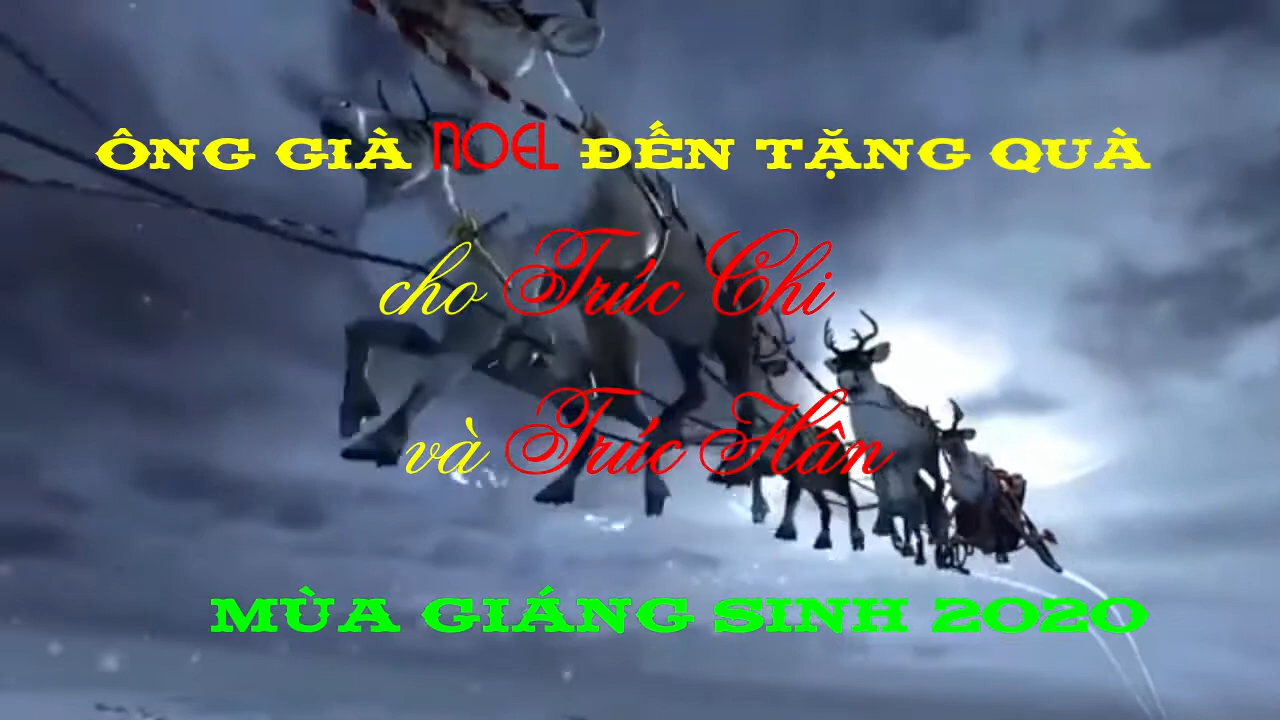 ÔNG GIÀ NOEL ĐẾN TẶNG QUÀ
cho Trúc Chi
và Trúc Hân
MÙA GIÁNG SINH 2020